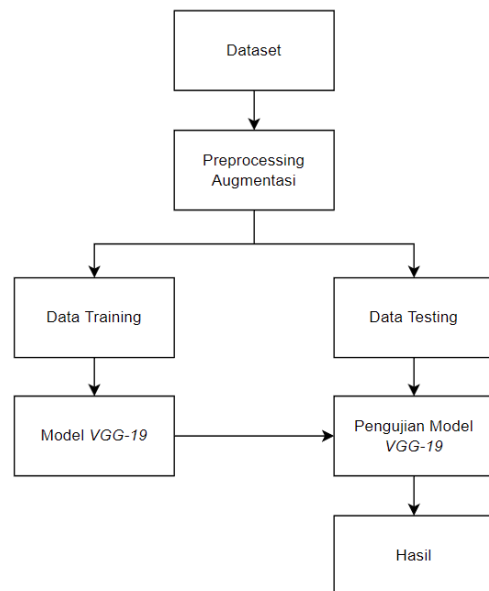 Dataset
Preprocessing
Augmentasi
Data Training
Data Testing
Model VGG-19
Pengujian Model
VGG-19
Hasil